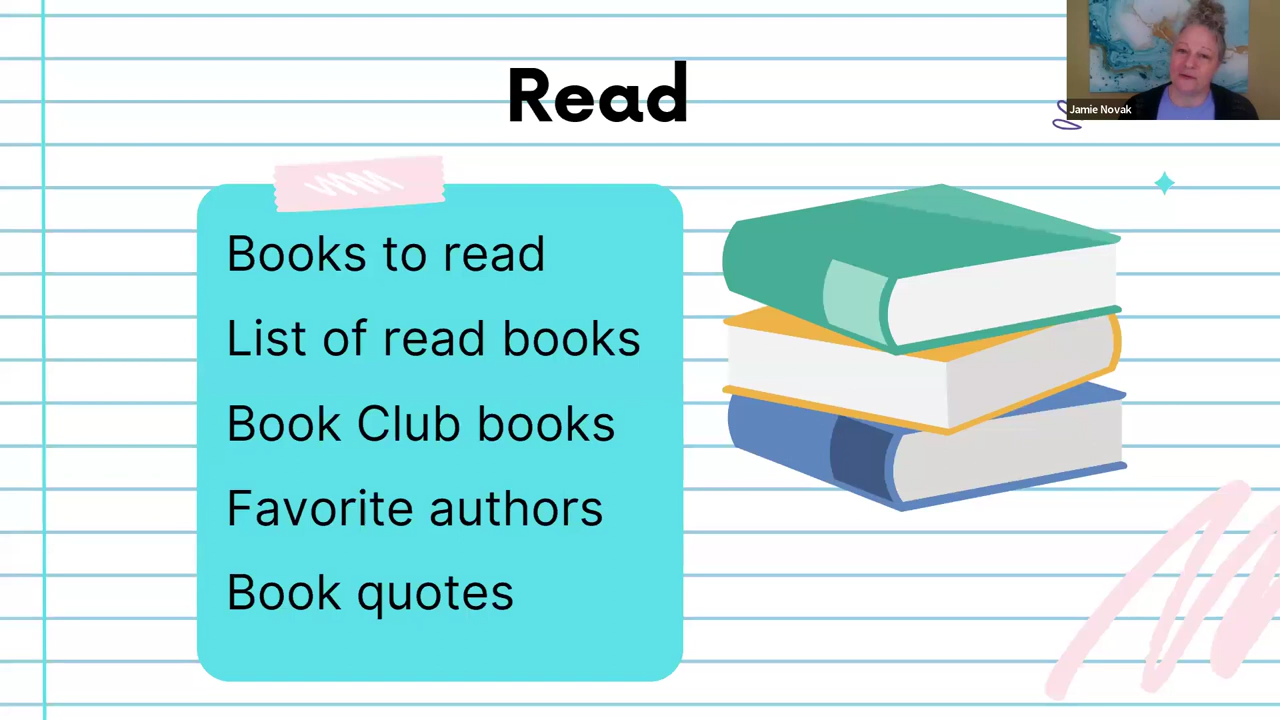 Read
Jamie Novak
Books to read
List of read books
Book Club books
Favorite authors
Book quotes